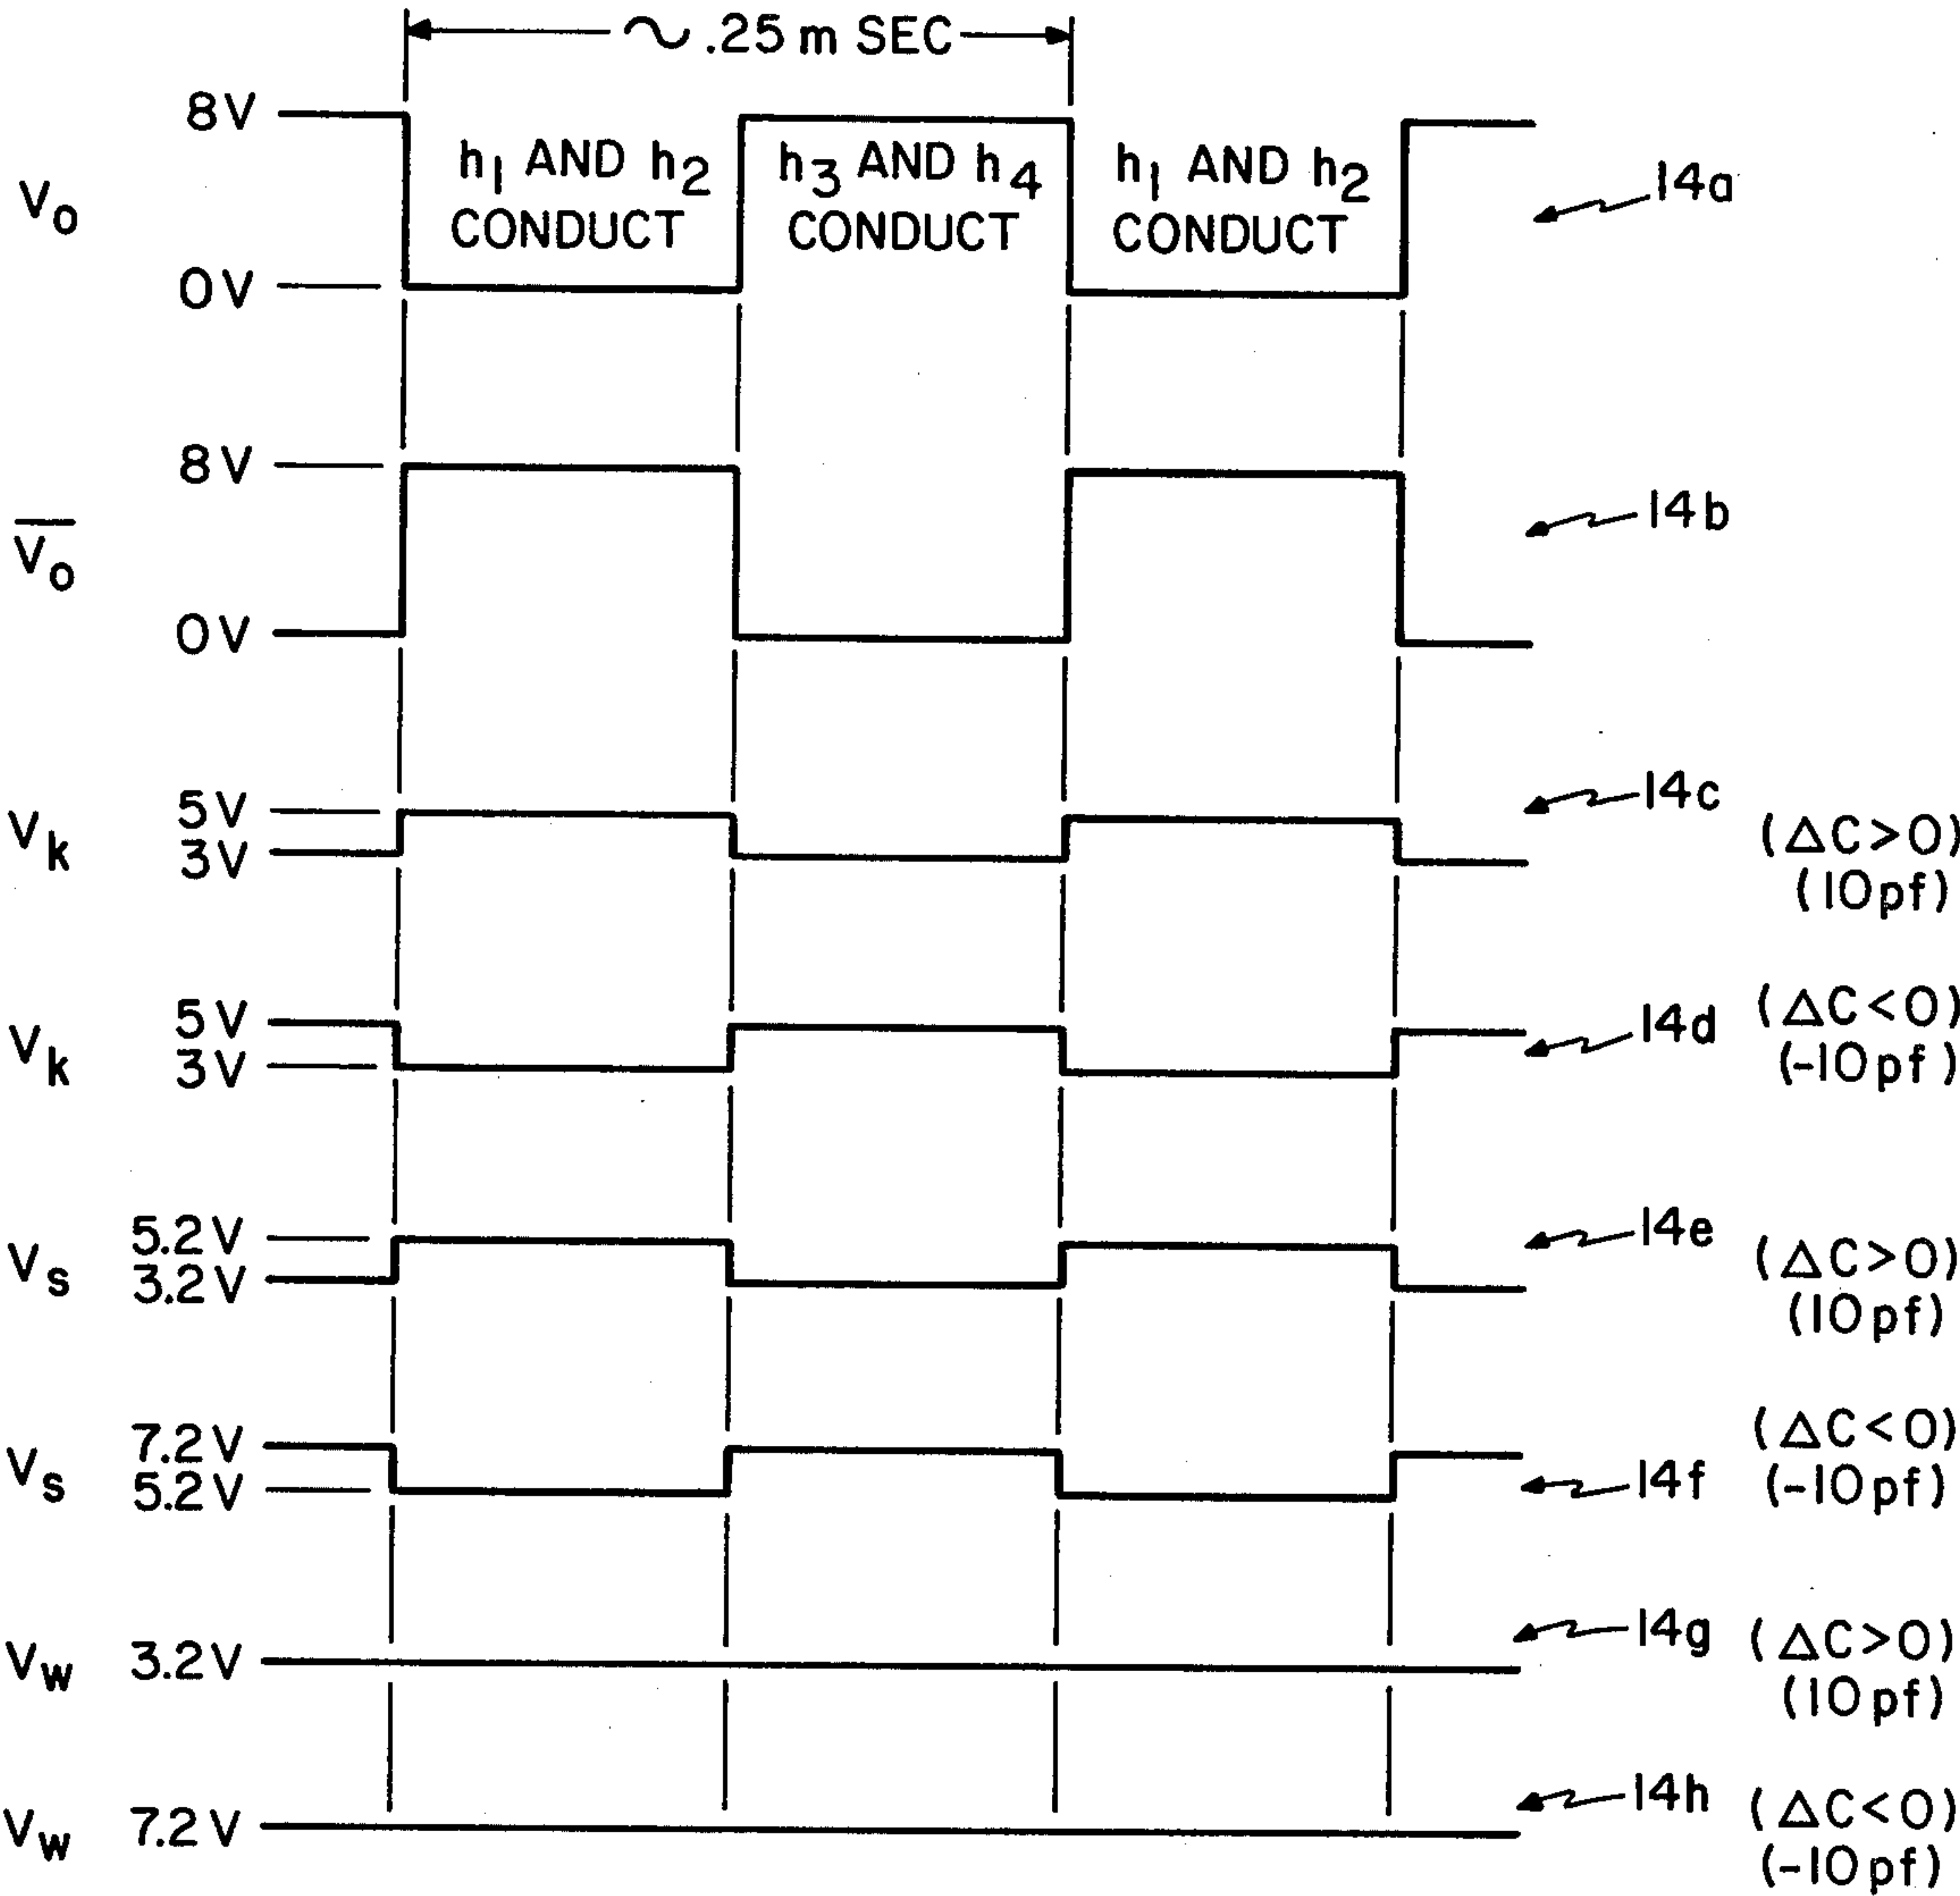 ~ .25 m SEC
8V
h1 AND h2 CONDUCT
h3 AND h4 CONDUCT
h1 AND h2 CONDUCT
14a
Vo
0V
8V
14b
V̅o̅
0V
14c
5V
Vk
3V
(ΔC>0)
(10pf)
5V
Vk
3V
14d
(ΔC<0)
(-10pf)
5.2V
Vs
3.2V
14e
(ΔC>0)
(10pf)
7.2V
Vs
5.2V
14f
(ΔC<0)
(-10pf)
Vw 3.2V
14g
(ΔC>0)
(10pf)
Vw 7.2V
14h
(ΔC<0)
(-10pf)